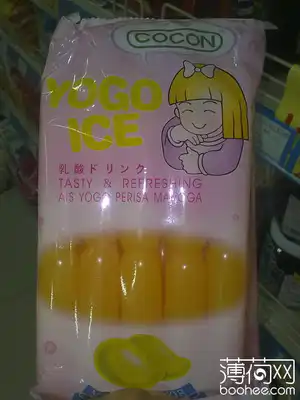 COCON
YOGO
ICE
乳酸ドリンク
TASTY & REFRESHING
AIS YOGO PERISA MANGGA
薄荷网
boohee.com